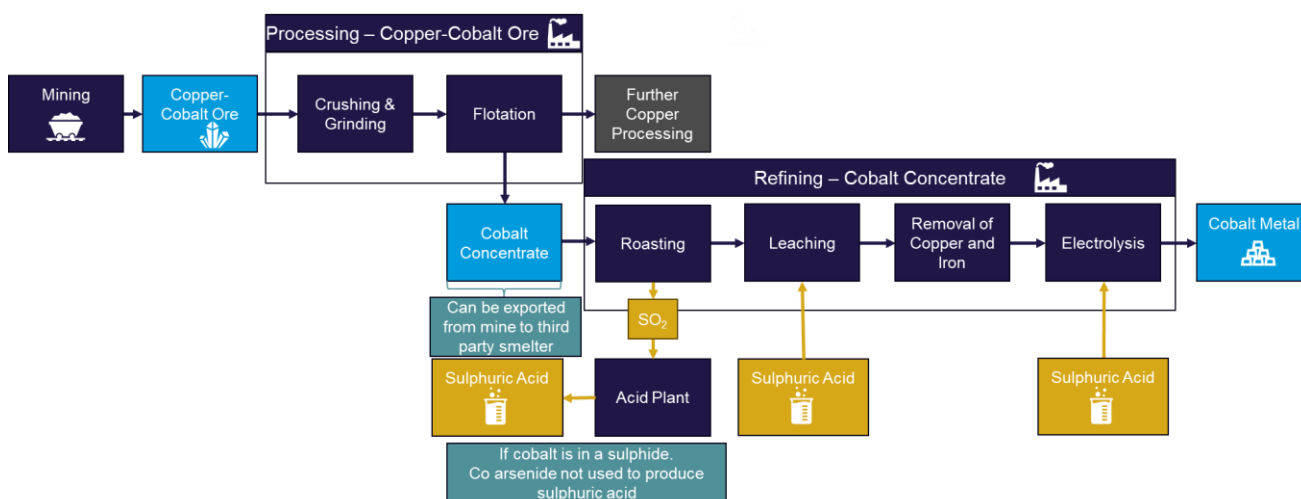 Processing – Copper-Cobalt Ore
Mining
Copper-
Cobalt Ore
Crushing &
Grinding
Flotation
Further
Copper
Processing
Refining – Cobalt Concentrate
Cobalt
Concentrate
Roasting
Leaching
Removal of
Copper and
Iron
Electrolysis
Cobalt Metal
Can be exported
from mine to third
party smelter
SO₂
Sulphuric Acid
Acid Plant
Sulphuric Acid
Sulphuric Acid
If cobalt is in a sulphide.
Co arsenide not used to produce
sulphuric acid